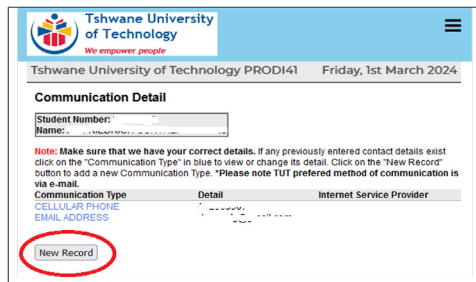 Tshwane University
of Technology
We empower people
Tshwane University of Technology PRODI41 Friday, 1st March 2024
Communication Detail
Student Number:
Name:
Note: Make sure that we have your correct details. If any previously entered contact details exist
click on the "Communication Type" in blue to view or change its detail. Click on the "New Record"
button to add a new Communication Type. *Please note TUT prefered method of communication is
via e-mail.
Communication Type Detail Internet Service Provider
CELLULAR PHONE
EMAIL ADDRESS
New Record